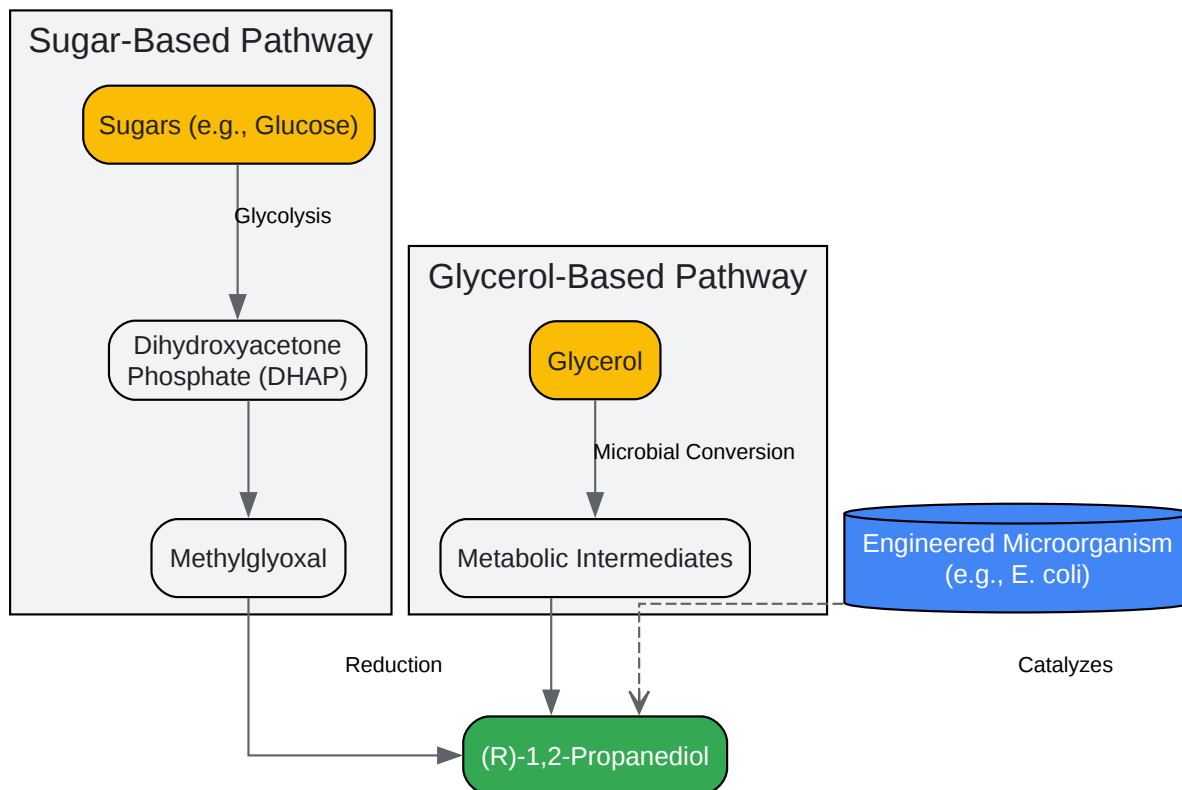 Sugar-Based Pathway
Sugars (e.g., Glucose)
Glycolysis
Dihydroxyacetone
Phosphate (DHAP)
Methylglyoxal
Glycerol-Based Pathway
Glycerol
Microbial Conversion
Metabolic Intermediates
Engineered Microorganism
(e.g., E. coli)
Reduction
Catalyzes
(R)-1,2-Propanediol